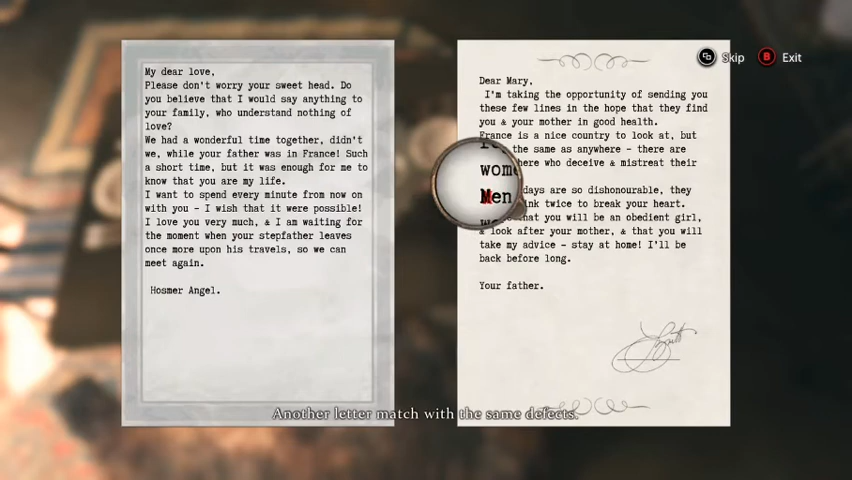 My dear love,
Please don't worry your sweet head. Do
you believe that I would say anything to
your family, who understand nothing of
love?
We had a wonderful time together, didn't
we, while your father was in France! Such
a short time, but it was enough for me to
know that you are my life.
I want to spend every minute from now on
with you - I wish that it were possible!
I love you very much, & I am waiting for
the moment when your stepfather leaves
once more upon his travels, so we can
meet again.
Hosmer Angel.
Dear Mary,
I'm taking the opportunity of sending you
these few lines in the hope that they find
you & your mother in good health.
France is a nice country to look at, but
the same as anywhere - there are
here who deceive & mistreat their
wome
Men
days are so dishonourable, they
nk twice to break your heart.
hat you will be an obedient girl,
& look after your mother, & that you will
take my advice - stay at home! I'll be
back before long.
Your father.
Skip
B Exit
Another letter match with the same defects.